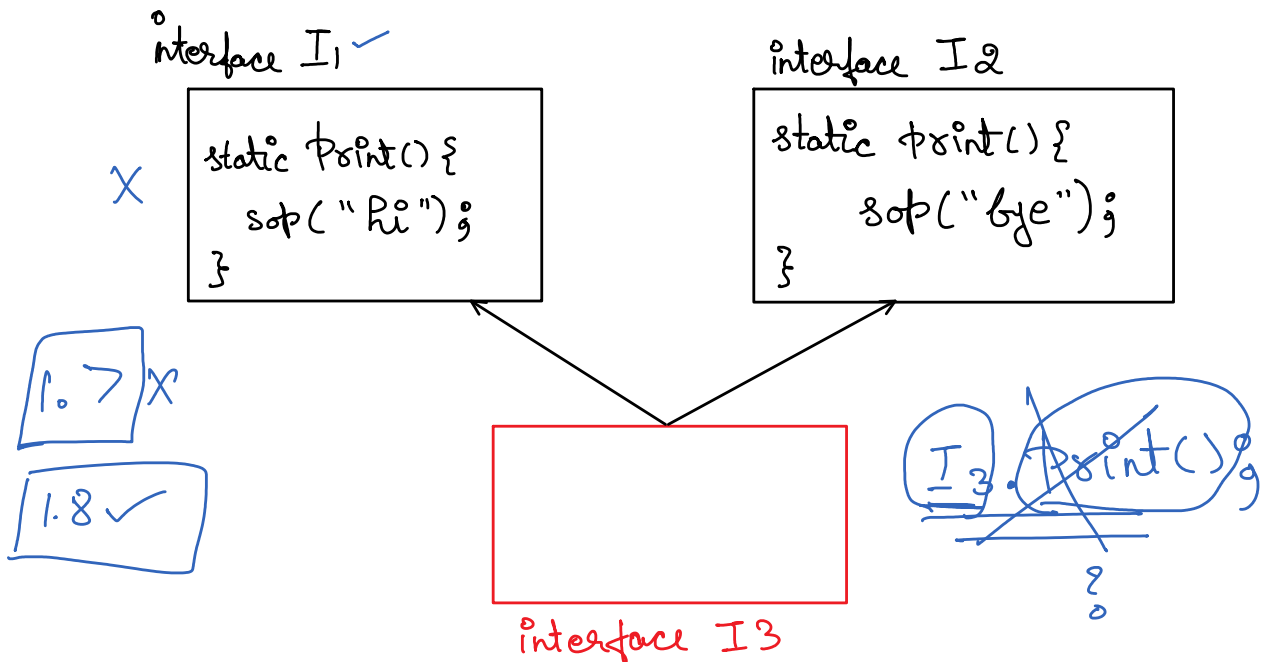 interface I1 ✓
static print() {
sop("hi");
}
X
interface I2
static print() {
sop("bye");
}
1.7 X
1.8 ✓
I3.print();
?
interface I3